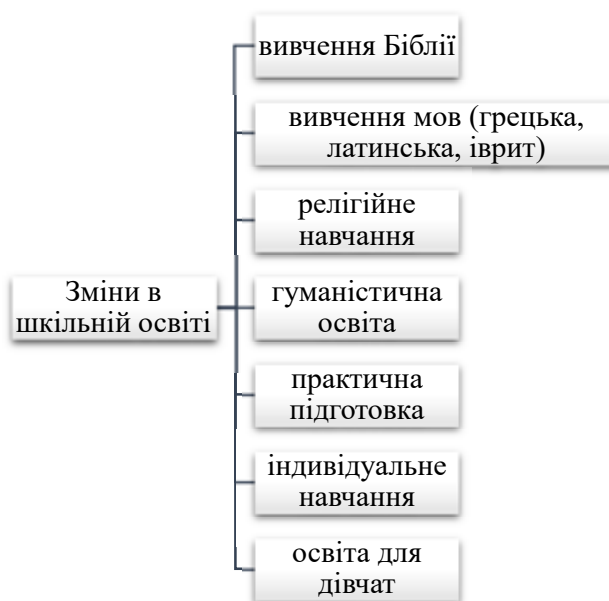 Зміни в
шкільній освіті
вивчення Біблії
вивчення мов (грецька,
латинська, іврит)
релігійне
навчання
гуманістична
освіта
практична
підготовка
індивідуальне
навчання
освіта для
дівчат